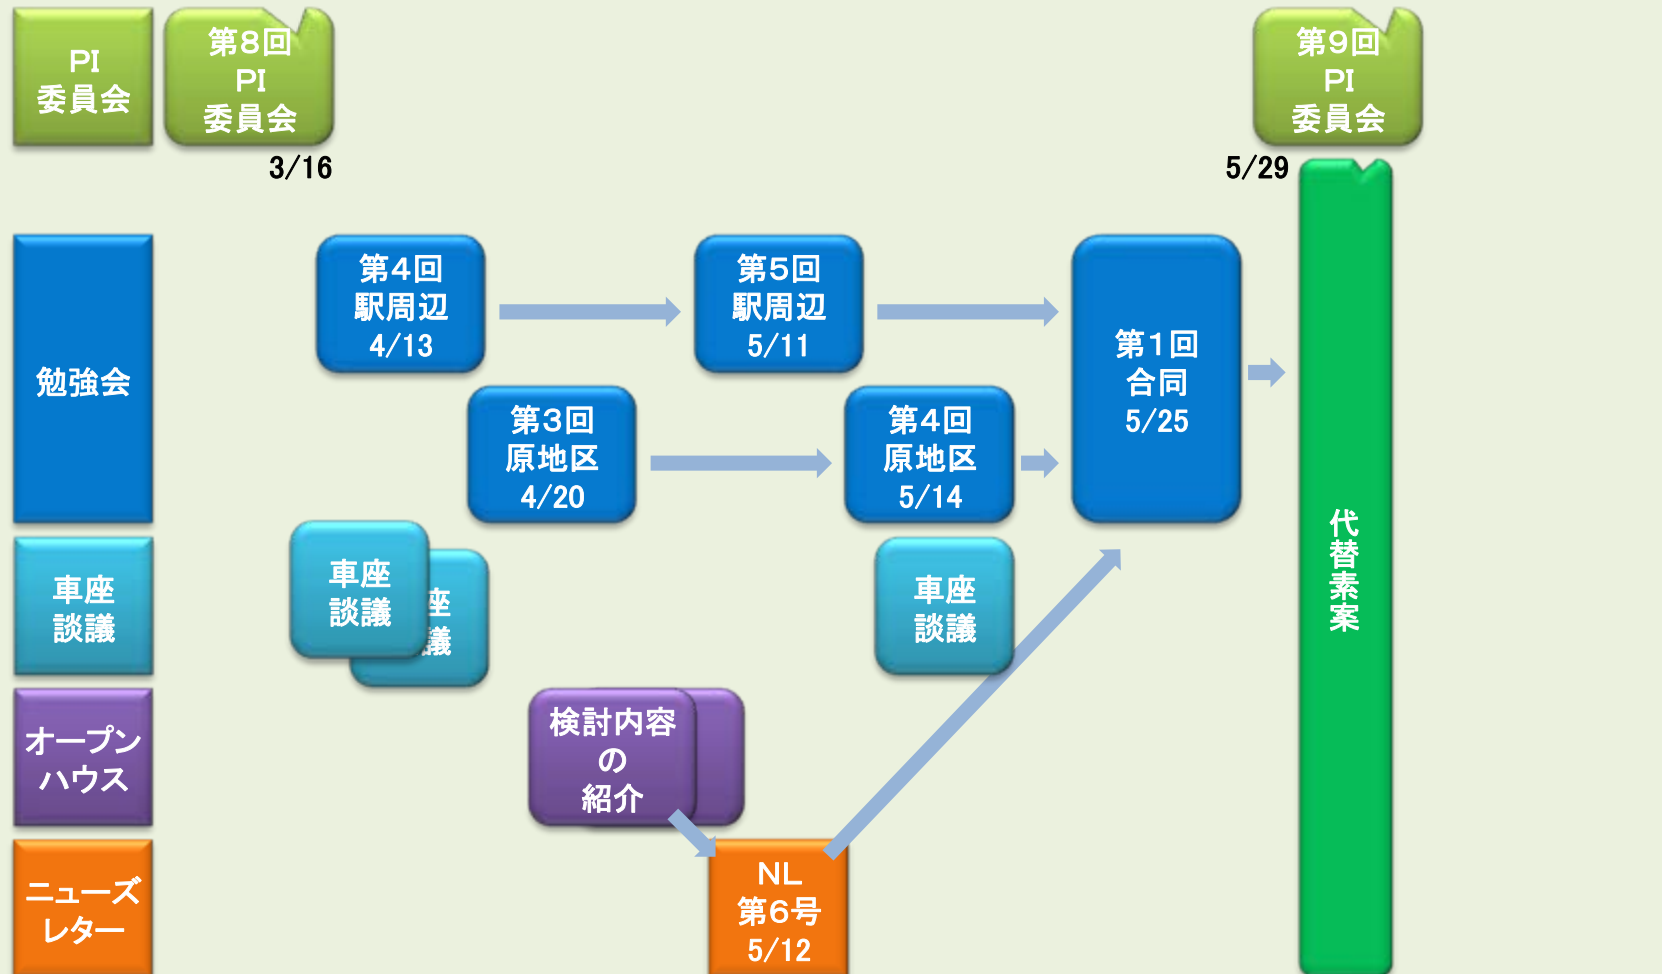 PI
委員会
第8回
PI
委員会
3/16
第9回
PI
委員会
5/29
勉強会
第4回
駅周辺
4/13
第5回
駅周辺
5/11
第1回
合同
5/25
第3回
原地区
4/20
第4回
原地区
5/14
代替素案
車座
談議
車座
談議
座
議
車座
談議
オープン
ハウス
検討内容
の
紹介
ニューズ
レター
NL
第6号
5/12